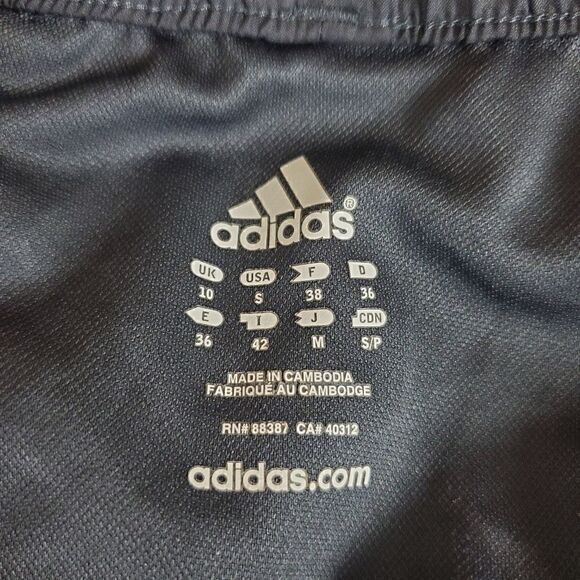 adidas®
UK USA F D
10 S 38 36
E I J CDN
36 42 M S/P
MADE IN CAMBODIA
FABRIQUÉ AU CAMBODGE
RN# 88387 CA# 40312
adidas.com